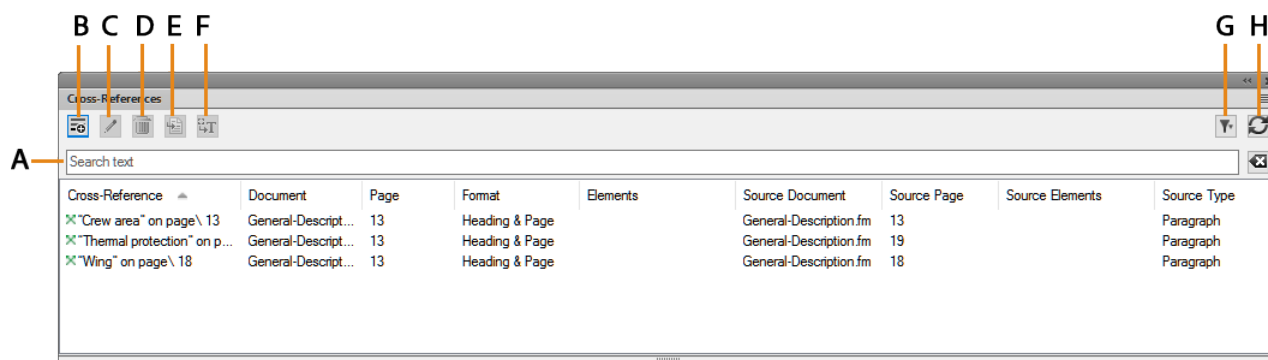 B C D E F G H
Cross-References
A Search text
Cross-Reference Document Page Format Elements Source Document Source Page Source Elements Source Type
"Crew area" on page\ 13 General-Descript... 13 Heading & Page General-Description.fm 13 Paragraph
"Thermal protection" on p... General-Descript... 13 Heading & Page General-Description.fm 19 Paragraph
"Wing" on page\ 18 General-Descript... 13 Heading & Page General-Description.fm 18 Paragraph